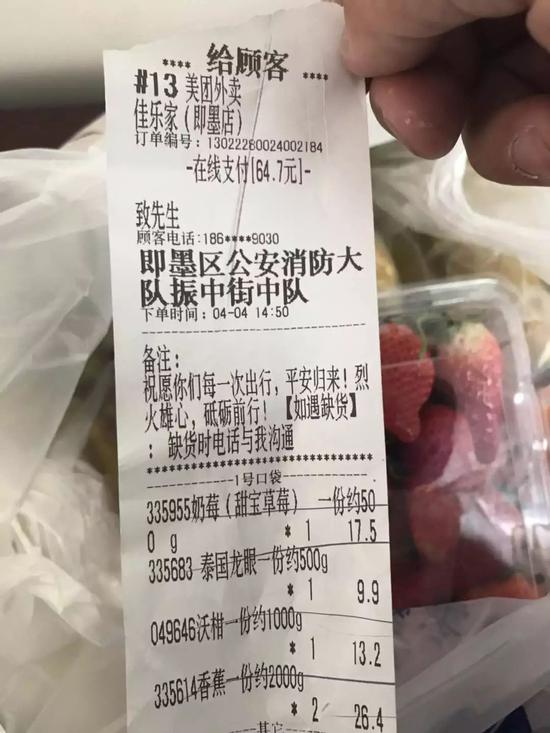 **** 给顾客 ****
#13 美团外卖
佳乐家(即墨店)
订单编号:13022280024002184
-在线支付[64.7元]-
致先生
顾客电话:186****9030
即墨区公安消防大
队振中街中队
下单时间:04-04 14:50
备注:
祝愿你们每一次出行,平安归来!烈
火雄心,砥砺前行!【如遇缺货】
: 缺货时电话与我沟通
1号口袋
335955奶莓(甜宝草莓) 一份约50
0 g
* 1 17.5
335683 泰国龙眼一份约500g
* 1 9.9
049646沃柑一份约1000g
* 1 13.2
335614香蕉一份约2000g
* 2 26.4
其它